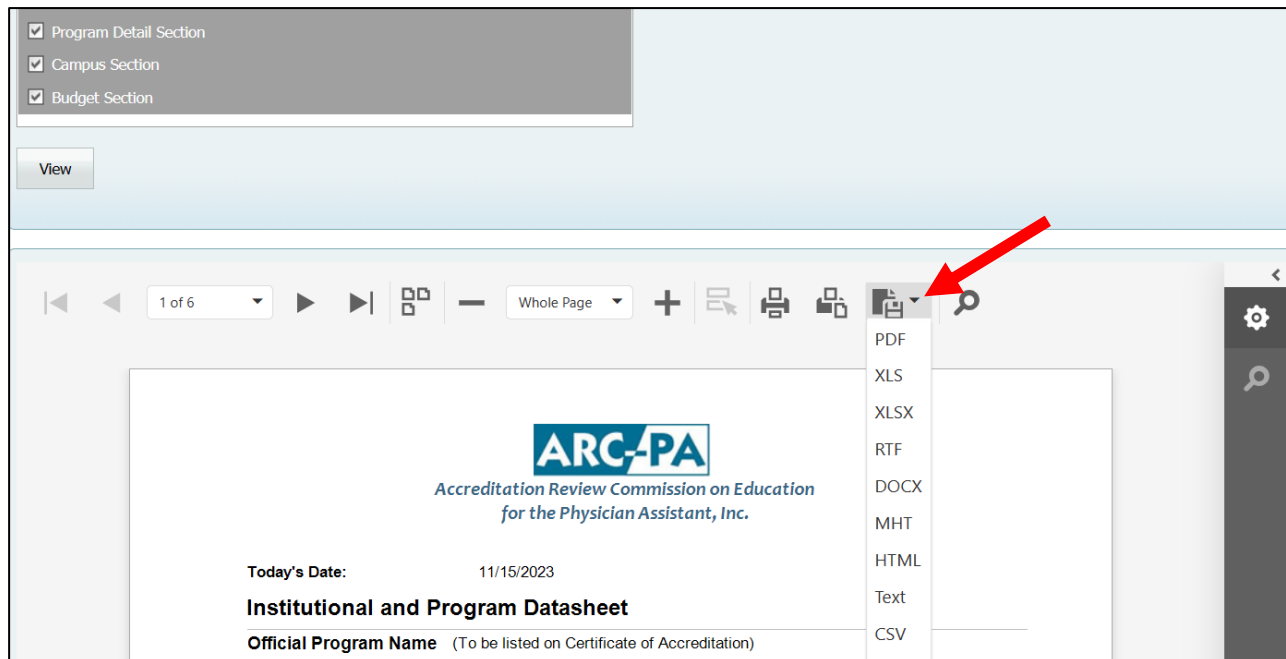 Program Detail Section
Campus Section
Budget Section
View
1 of 6
Whole Page
PDF
XLS
XLSX
RTF
DOCX
MHT
HTML
Text
CSV
ARC-PA
Accreditation Review Commission on Education
for the Physician Assistant, Inc.
Today's Date: 11/15/2023
Institutional and Program Datasheet
Official Program Name (To be listed on Certificate of Accreditation)